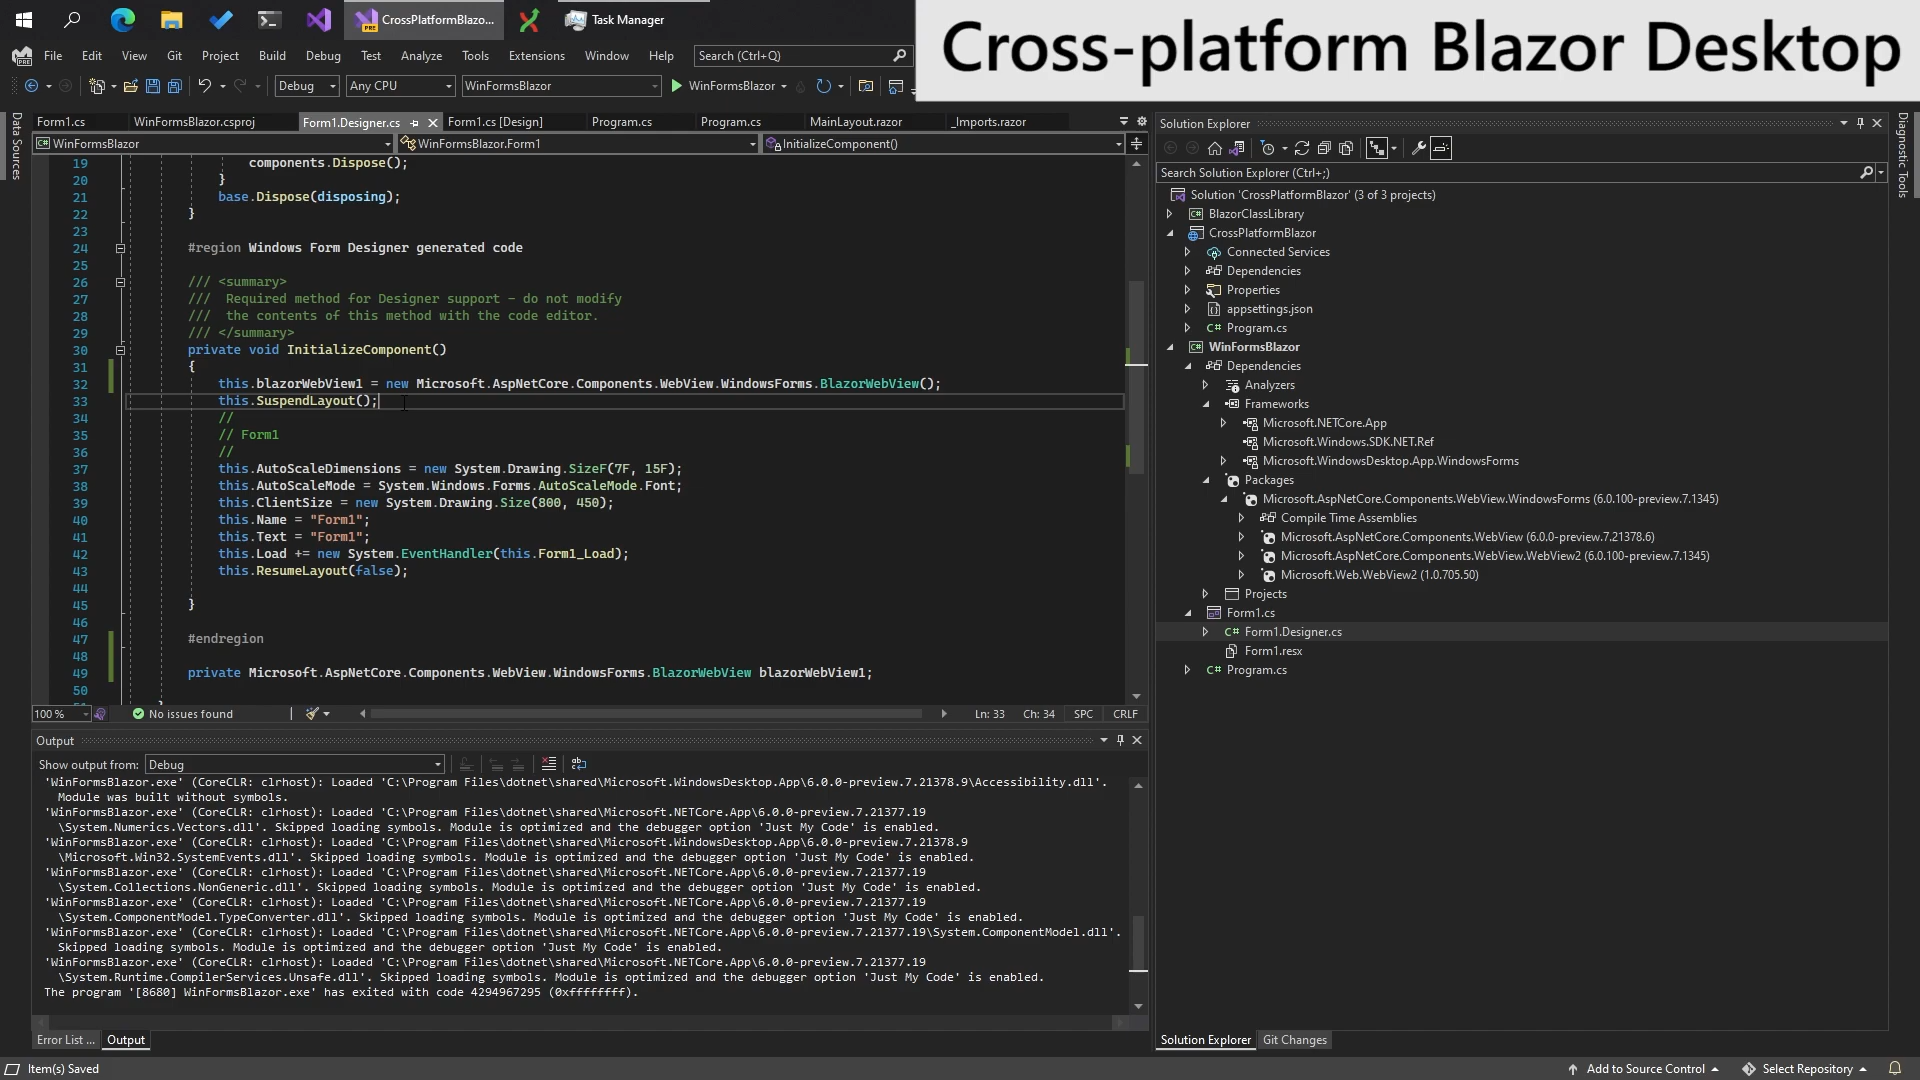 CrossPlatformBlazo...
Task Manager
Cross-platform Blazor Desktop
PRE
File Edit View Git Project Build Debug Test Analyze Tools Extensions Window Help Search (Ctrl+Q)
Debug Any CPU WinFormsBlazor WinFormsBlazor
Data Sources
Form1.cs WinFormsBlazor.csproj Form1.Designer.cs Form1.cs [Design] Program.cs Program.cs MainLayout.razor _Imports.razor
WinFormsBlazor WinFormsBlazor.Form1 InitializeComponent()
19 components.Dispose();
20 }
21 base.Dispose(disposing);
22 }
23
24 #region Windows Form Designer generated code
25
26 /// <summary>
27 /// Required method for Designer support - do not modify
28 /// the contents of this method with the code editor.
29 /// </summary>
30 private void InitializeComponent()
31 {
32 this.blazorWebView1 = new Microsoft.AspNetCore.Components.WebView.WindowsForms.BlazorWebView();
33 this.SuspendLayout();
34 //
35 // Form1
36 //
37 this.AutoScaleDimensions = new System.Drawing.SizeF(7F, 15F);
38 this.AutoScaleMode = System.Windows.Forms.AutoScaleMode.Font;
39 this.ClientSize = new System.Drawing.Size(800, 450);
40 this.Name = "Form1";
41 this.Text = "Form1";
42 this.Load += new System.EventHandler(this.Form1_Load);
43 this.ResumeLayout(false);
44
45 }
46
47 #endregion
48
49 private Microsoft.AspNetCore.Components.WebView.WindowsForms.BlazorWebView blazorWebView1;
50
100 % No issues found Ln: 33 Ch: 34 SPC CRLF
Output
Show output from: Debug
'WinFormsBlazor.exe' (CoreCLR: clrhost): Loaded 'C:\Program Files\dotnet\shared\Microsoft.WindowsDesktop.App\6.0.0-preview.7.21378.9\Accessibility.dll'.
Module was built without symbols.
'WinFormsBlazor.exe' (CoreCLR: clrhost): Loaded 'C:\Program Files\dotnet\shared\Microsoft.NETCore.App\6.0.0-preview.7.21377.19
\System.Numerics.Vectors.dll'. Skipped loading symbols. Module is optimized and the debugger option 'Just My Code' is enabled.
'WinFormsBlazor.exe' (CoreCLR: clrhost): Loaded 'C:\Program Files\dotnet\shared\Microsoft.WindowsDesktop.App\6.0.0-preview.7.21378.9
\Microsoft.Win32.SystemEvents.dll'. Skipped loading symbols. Module is optimized and the debugger option 'Just My Code' is enabled.
'WinFormsBlazor.exe' (CoreCLR: clrhost): Loaded 'C:\Program Files\dotnet\shared\Microsoft.NETCore.App\6.0.0-preview.7.21377.19
\System.Collections.NonGeneric.dll'. Skipped loading symbols. Module is optimized and the debugger option 'Just My Code' is enabled.
'WinFormsBlazor.exe' (CoreCLR: clrhost): Loaded 'C:\Program Files\dotnet\shared\Microsoft.NETCore.App\6.0.0-preview.7.21377.19
\System.ComponentModel.TypeConverter.dll'. Skipped loading symbols. Module is optimized and the debugger option 'Just My Code' is enabled.
'WinFormsBlazor.exe' (CoreCLR: clrhost): Loaded 'C:\Program Files\dotnet\shared\Microsoft.NETCore.App\6.0.0-preview.7.21377.19\System.ComponentModel.dll'.
Skipped loading symbols. Module is optimized and the debugger option 'Just My Code' is enabled.
'WinFormsBlazor.exe' (CoreCLR: clrhost): Loaded 'C:\Program Files\dotnet\shared\Microsoft.NETCore.App\6.0.0-preview.7.21377.19
\System.Runtime.CompilerServices.Unsafe.dll'. Skipped loading symbols. Module is optimized and the debugger option 'Just My Code' is enabled.
The program '[8680] WinFormsBlazor.exe' has exited with code 4294967295 (0xffffffff).
Error List ... Output
Solution Explorer
Search Solution Explorer (Ctrl+;)
Solution 'CrossPlatformBlazor' (3 of 3 projects)
BlazorClassLibrary
CrossPlatformBlazor
Connected Services
Dependencies
Properties
appsettings.json
C# Program.cs
WinFormsBlazor
Dependencies
Analyzers
Frameworks
Microsoft.NETCore.App
Microsoft.Windows.SDK.NET.Ref
Microsoft.WindowsDesktop.App.WindowsForms
Packages
Microsoft.AspNetCore.Components.WebView.WindowsForms (6.0.100-preview.7.1345)
Compile Time Assemblies
Microsoft.AspNetCore.Components.WebView (6.0.0-preview.7.21378.6)
Microsoft.AspNetCore.Components.WebView.WebView2 (6.0.100-preview.7.1345)
Microsoft.Web.WebView2 (1.0.705.50)
Projects
Form1.cs
C# Form1.Designer.cs
Form1.resx
C# Program.cs
Solution Explorer Git Changes
Diagnostic Tools
Item(s) Saved
Add to Source Control Select Repository